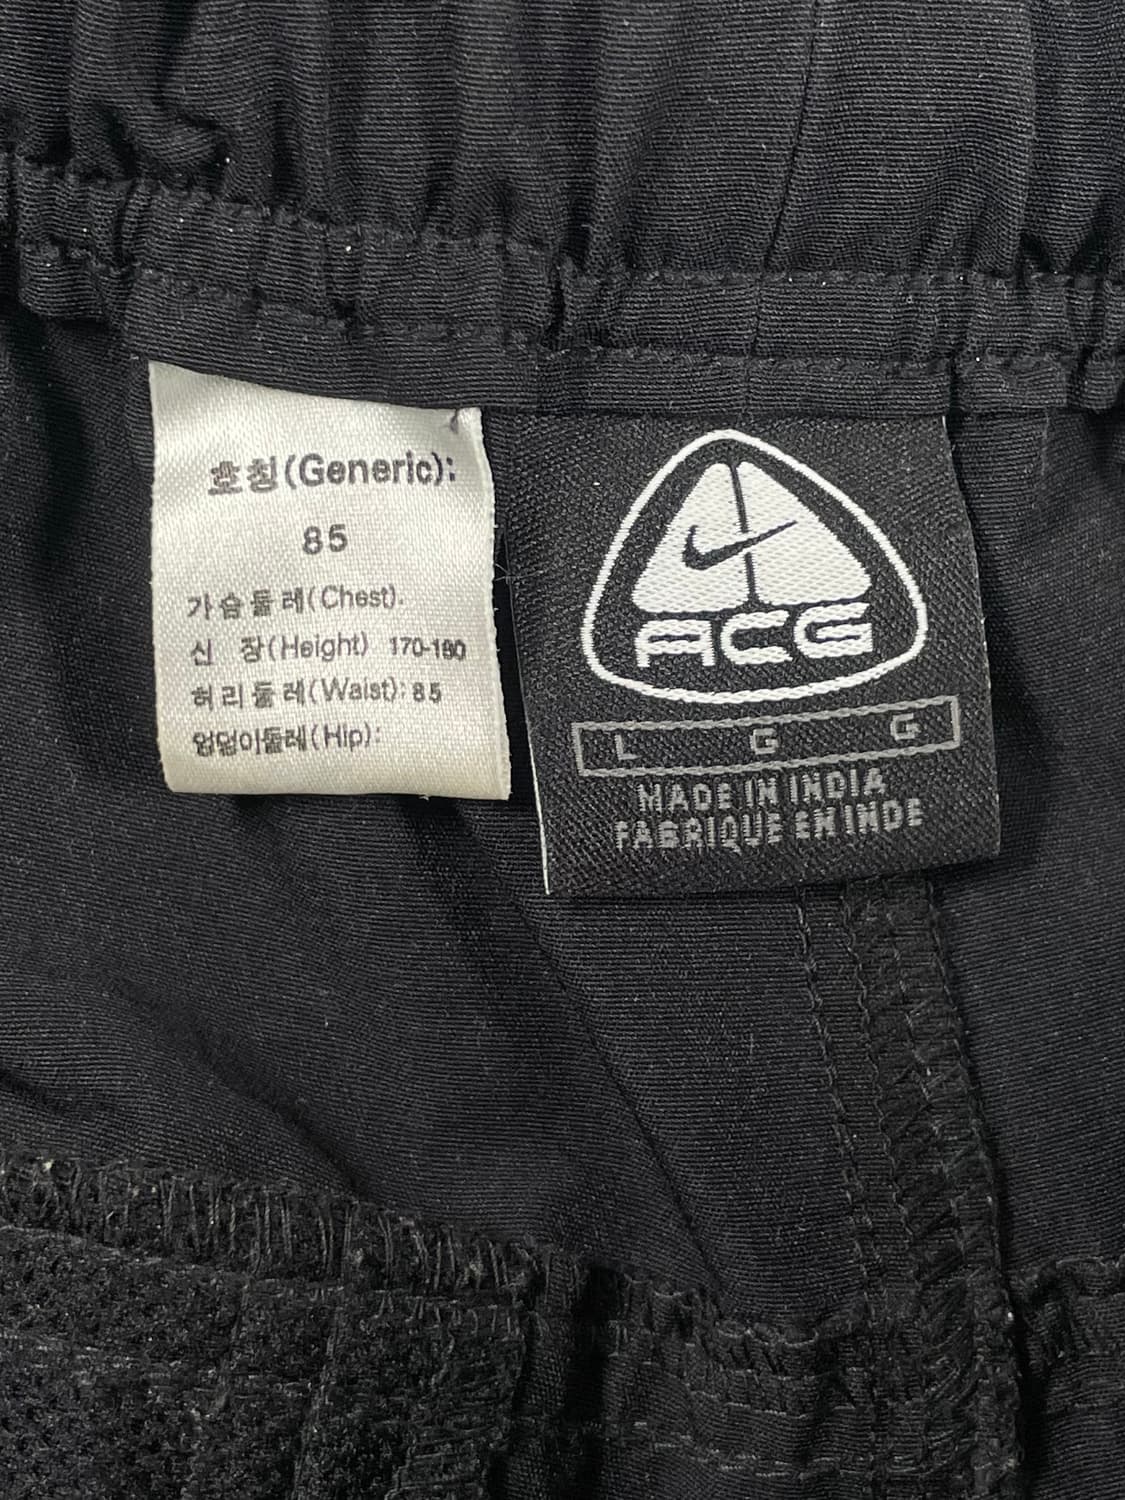 호칭(Generic):
85
가슴둘레(Chest).
신 장(Height) 170-180
허리둘레(Waist):85
엉덩이둘레(Hip):
ACG
L G G
MADE IN INDIA
FABRIQUE EN INDE